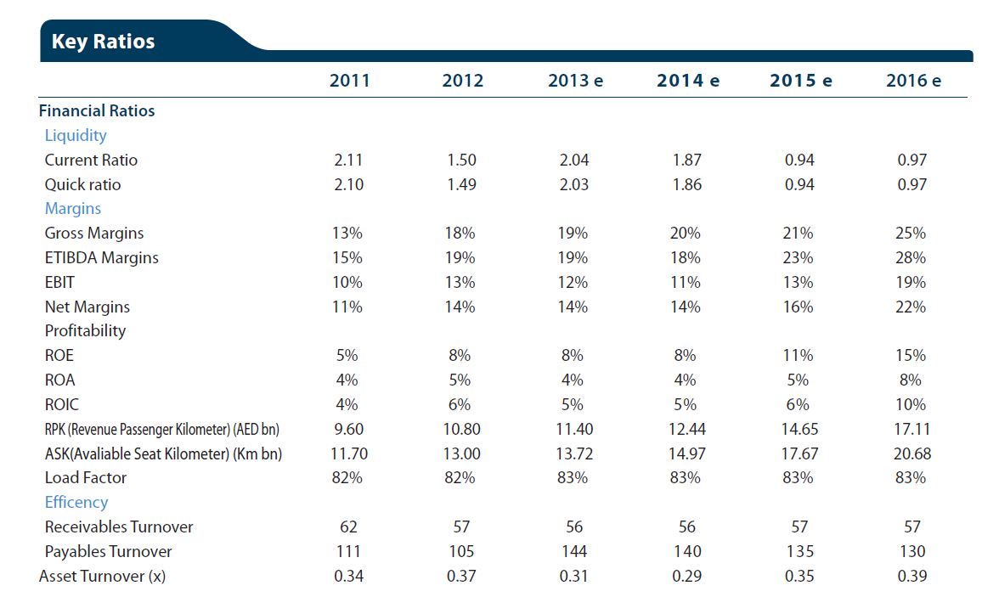 Key Ratios
2011 2012 2013 e 2014 e 2015 e 2016 e
Financial Ratios
Liquidity
Current Ratio 2.11 1.50 2.04 1.87 0.94 0.97
Quick ratio 2.10 1.49 2.03 1.86 0.94 0.97
Margins
Gross Margins 13% 18% 19% 20% 21% 25%
ETIBDA Margins 15% 19% 19% 18% 23% 28%
EBIT 10% 13% 12% 11% 13% 19%
Net Margins 11% 14% 14% 14% 16% 22%
Profitability
ROE 5% 8% 8% 8% 11% 15%
ROA 4% 5% 4% 4% 5% 8%
ROIC 4% 6% 5% 5% 6% 10%
RPK (Revenue Passenger Kilometer) (AED bn) 9.60 10.80 11.40 12.44 14.65 17.11
ASK(Avaliable Seat Kilometer) (Km bn) 11.70 13.00 13.72 14.97 17.67 20.68
Load Factor 82% 82% 83% 83% 83% 83%
Efficency
Receivables Turnover 62 57 56 56 57 57
Payables Turnover 111 105 144 140 135 130
Asset Turnover (x) 0.34 0.37 0.31 0.29 0.35 0.39